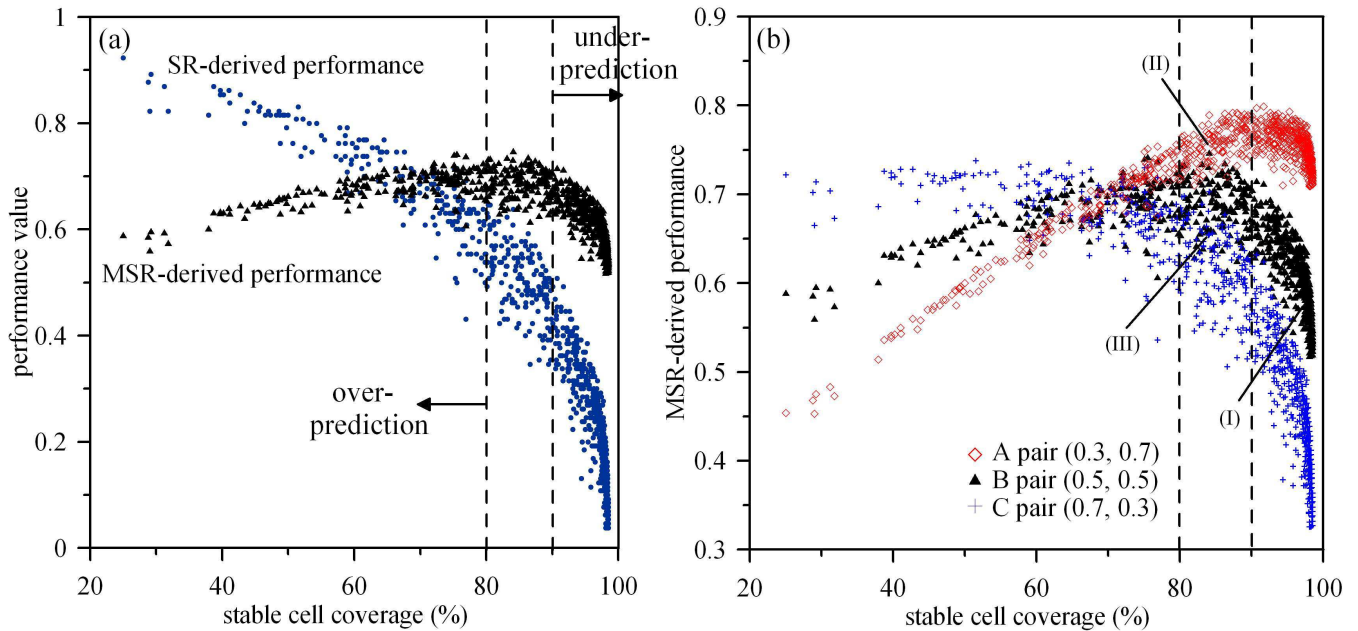 (a)
under-
prediction
SR-derived performance
MSR-derived performance
over-
prediction
performance value
1
0.8
0.6
0.4
0.2
0
20
40
60
80
100
stable cell coverage (%)
(b)
(II)
(III)
(I)
A pair (0.3, 0.7)
B pair (0.5, 0.5)
C pair (0.7, 0.3)
MSR-derived performance
0.9
0.8
0.7
0.6
0.5
0.4
0.3
20
40
60
80
90
100
stable cell coverage (%)